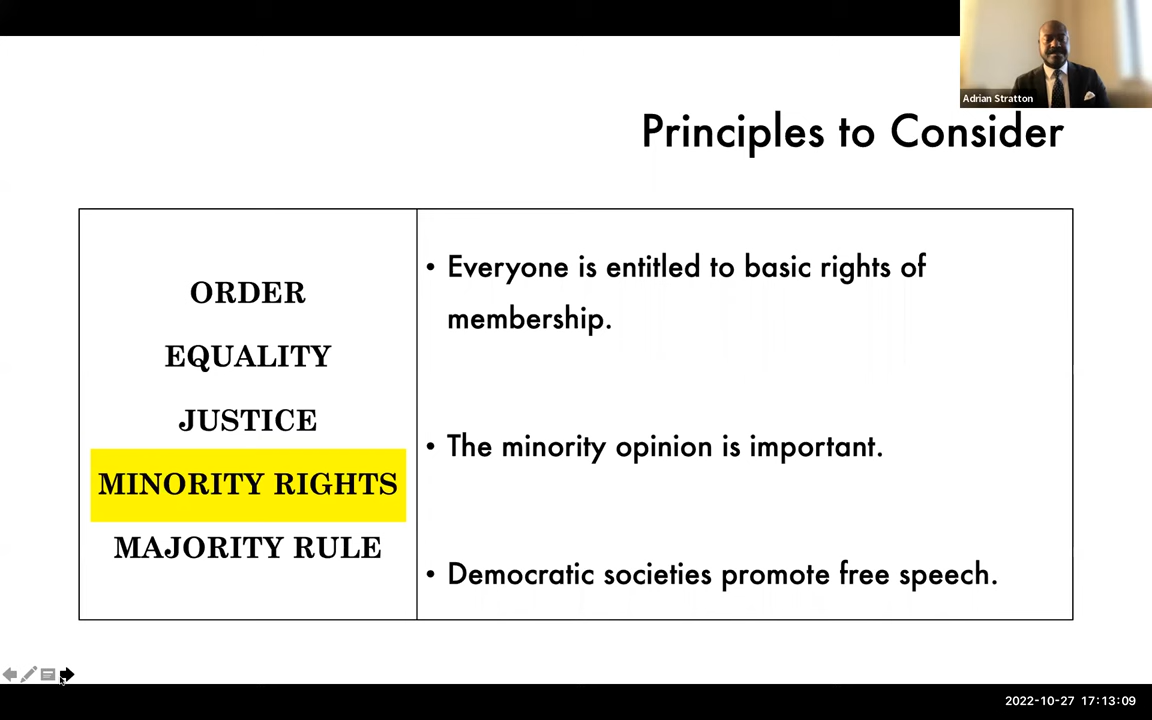 Adrian Stratton
Principles to Consider
ORDER
EQUALITY
JUSTICE
MINORITY RIGHTS
MAJORITY RULE
• Everyone is entitled to basic rights of
membership.
• The minority opinion is important.
• Democratic societies promote free speech.
2022-10-27 17:13:09